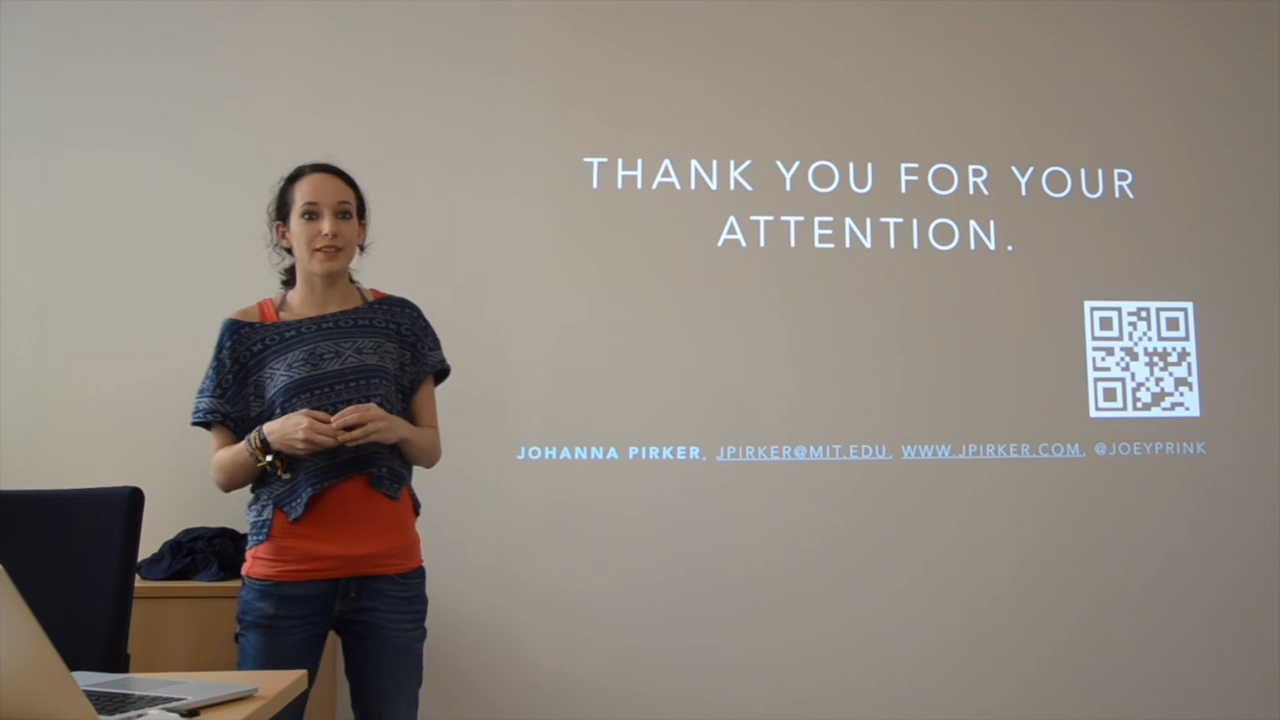 THANK YOU FOR YOUR
ATTENTION.
JOHANNA PIRKER, JPIRKER@MIT.EDU, WWW.JPIRKER.COM, @JOEYPRINK